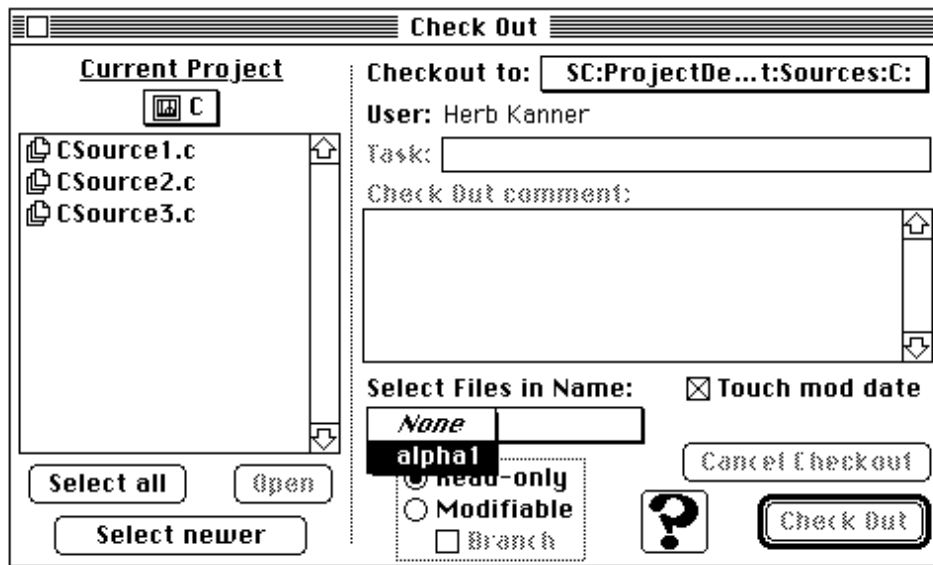 Check Out
Current Project
C
CSource1.c
CSource2.c
CSource3.c
Select all
Open
Select newer
Checkout to:
SC:ProjectDe...t:Sources:C:
User: Herb Kanner
Task:
Check Out comment:
Select Files in Name:
Touch mod date
None
alpha1
Read-only
Modifiable
Branch
?
Cancel Checkout
Check Out